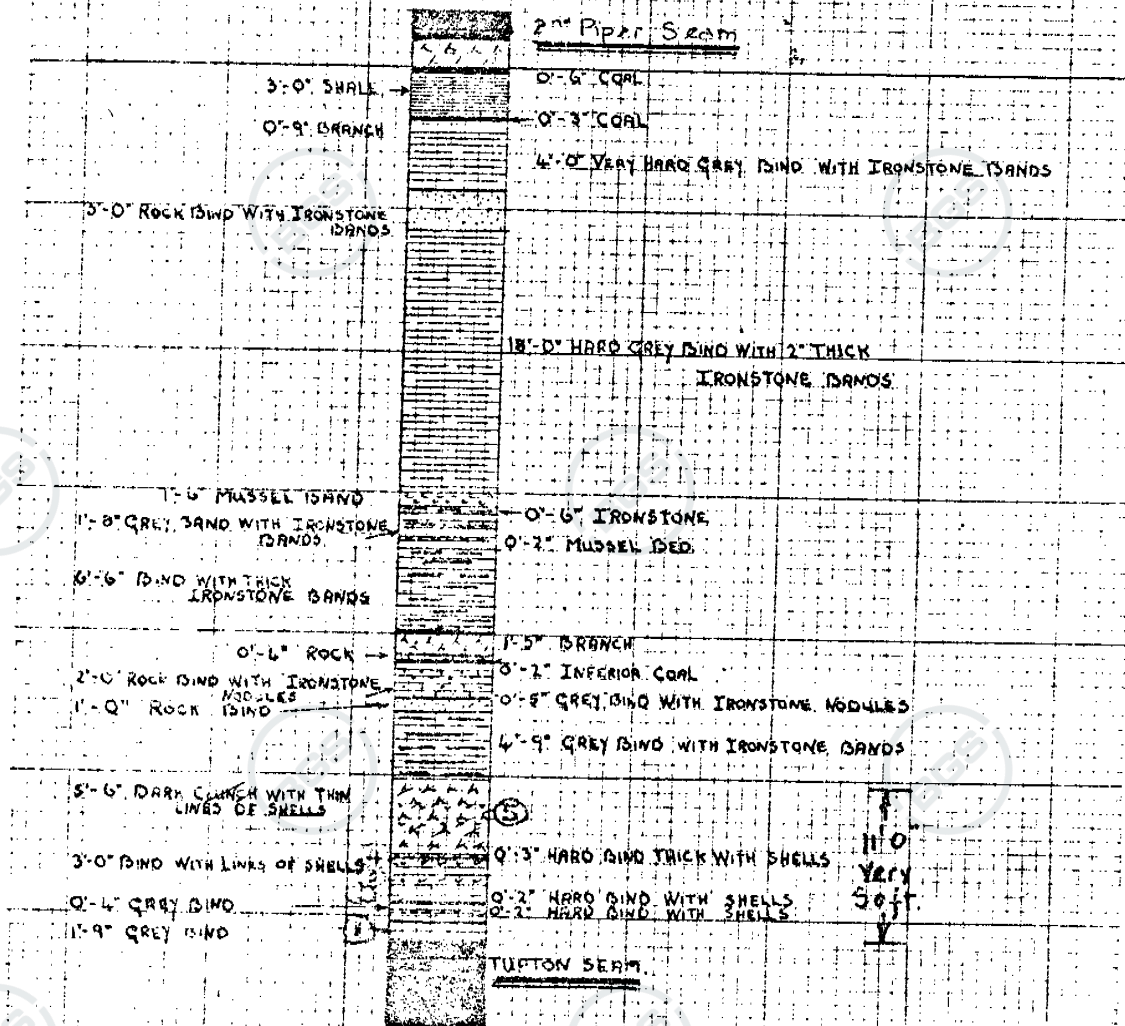 2nd Piper Seam
3'-0" SHALE
0'-6" COAL
0'-9" BRANCH
0'-3" COAL
4'-0" VERY HARD GREY BIND WITH IRONSTONE BANDS
3'-0" ROCK BIND WITH IRONSTONE
BANDS
18'-0" HARD GREY BIND WITH 2" THICK
IRONSTONE BANDS
1'-6" MUSSEL BAND
0'-6" IRONSTONE
1'-8" GREY BAND WITH IRONSTONE
BANDS
0'-2" MUSSEL BED
6'-6" BIND WITH THICK
IRONSTONE BANDS
1'-5" BRANCH
0'-4" ROCK
0'-2" INFERIOR COAL
2'-0" ROCK BIND WITH IRONSTONE
NODULES
0'-5" GREY BIND WITH IRONSTONE NODULES
1'-0" ROCK BIND
4'-9" GREY BIND WITH IRONSTONE BANDS
5'-6" DARK CLUNCH WITH THIN
LINES OF SHELLS
5
11'0"
Very
Soft
3'-0" BIND WITH LINES OF SHELLS
0'-3" HARD BIND THICK WITH SHELLS
0'-2" HARD BIND WITH SHELLS
0'-4" GREY BIND
0'-2" HARD BIND WITH SHELLS
1'-9" GREY BIND
TUPTON SEAM.
BGS
BGS
BGS
BGS
BGS